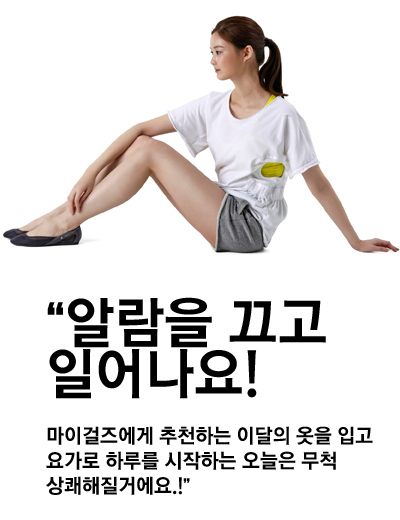 “알람을 끄고
일어나요!
마이걸즈에게 추천하는 이달의 옷을 입고
요가로 하루를 시작하는 오늘은 무척
상쾌해질거에요.!”